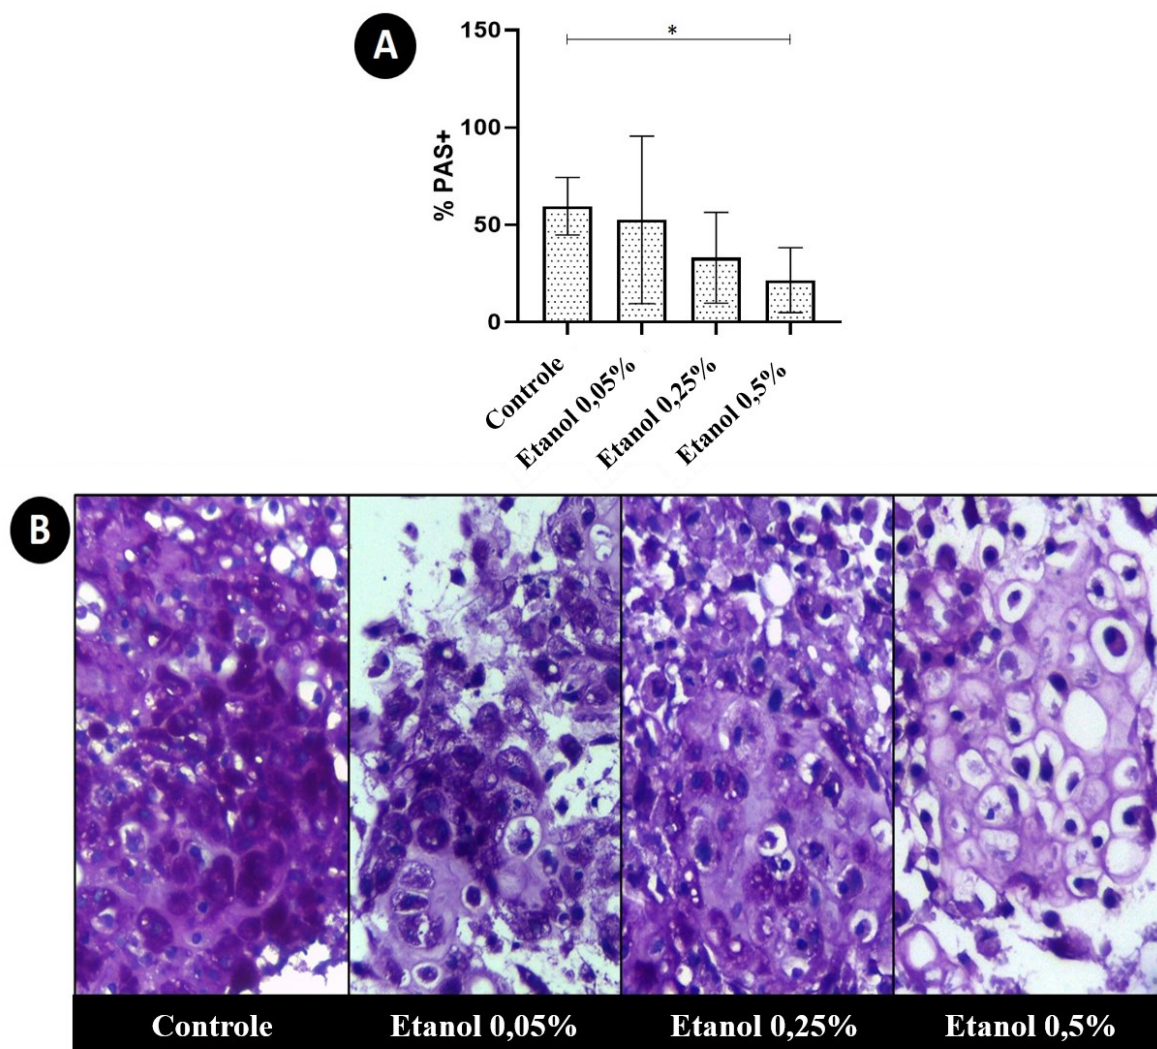 A
150
*
100
50
0
% PAS+
Controle
Etanol 0,05%
Etanol 0,25%
Etanol 0,5%
B
Controle
Etanol 0,05%
Etanol 0,25%
Etanol 0,5%